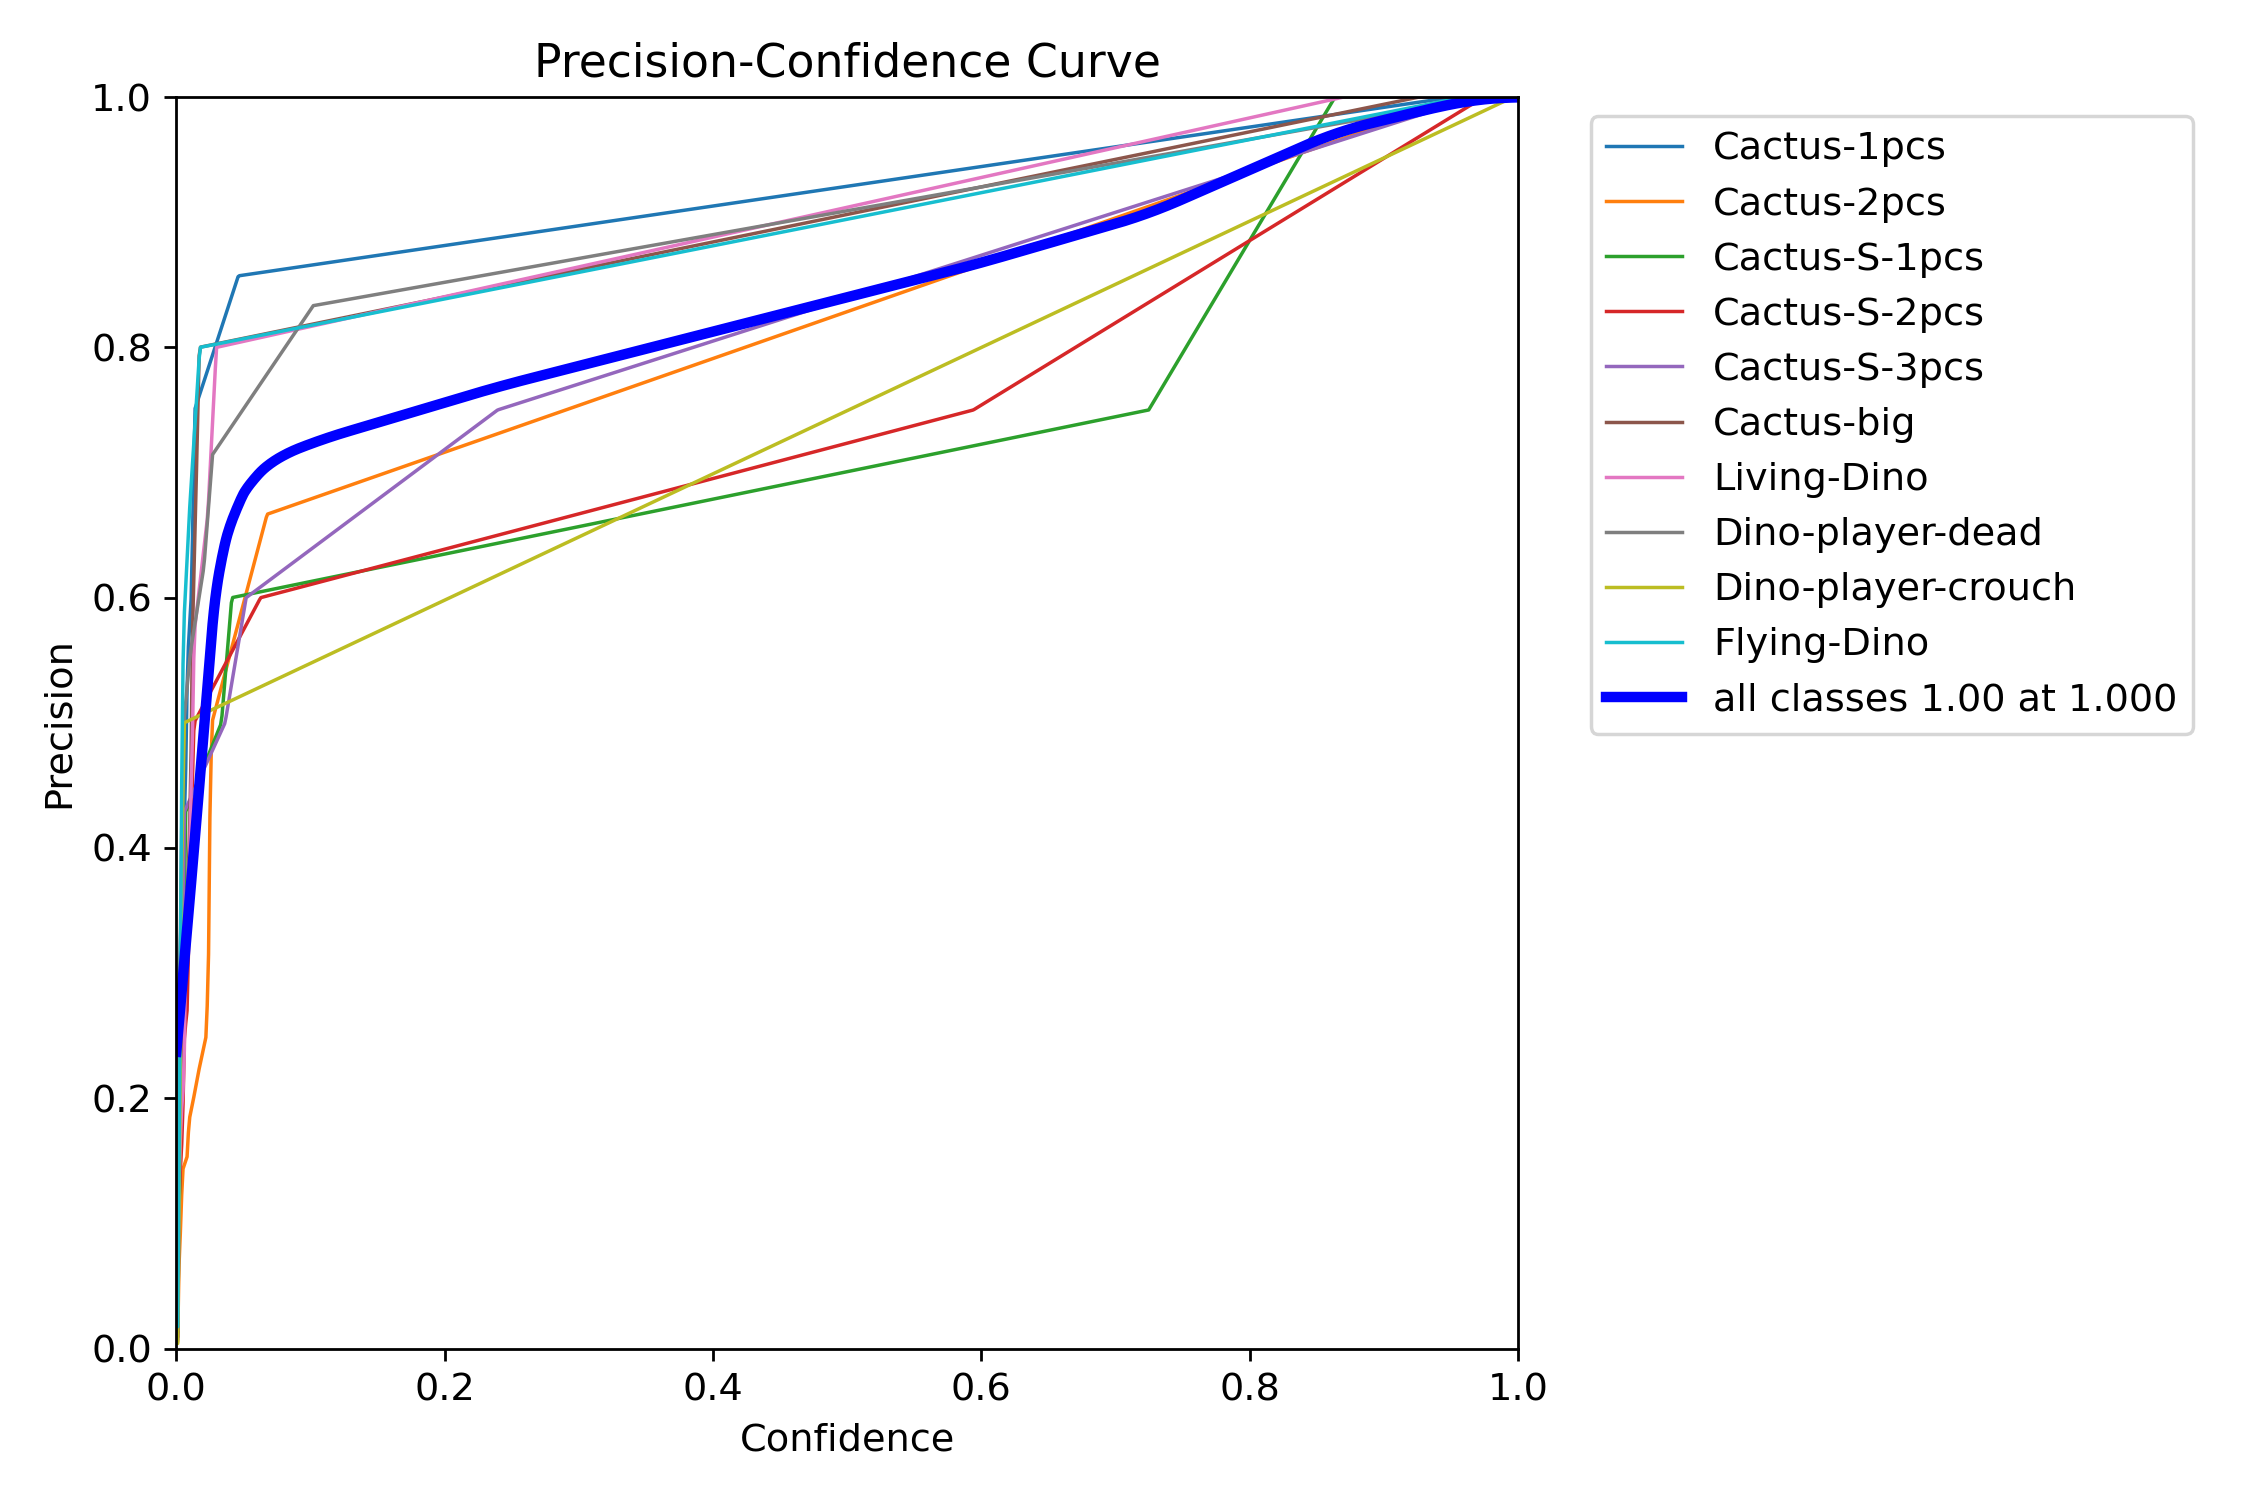 Precision-Confidence Curve
1.0
0.8
0.6
0.4
0.2
0.0
Precision
0.0 0.2 0.4 0.6 0.8 1.0
Confidence
Cactus-1pcs
Cactus-2pcs
Cactus-S-1pcs
Cactus-S-2pcs
Cactus-S-3pcs
Cactus-big
Living-Dino
Dino-player-dead
Dino-player-crouch
Flying-Dino
all classes 1.00 at 1.000